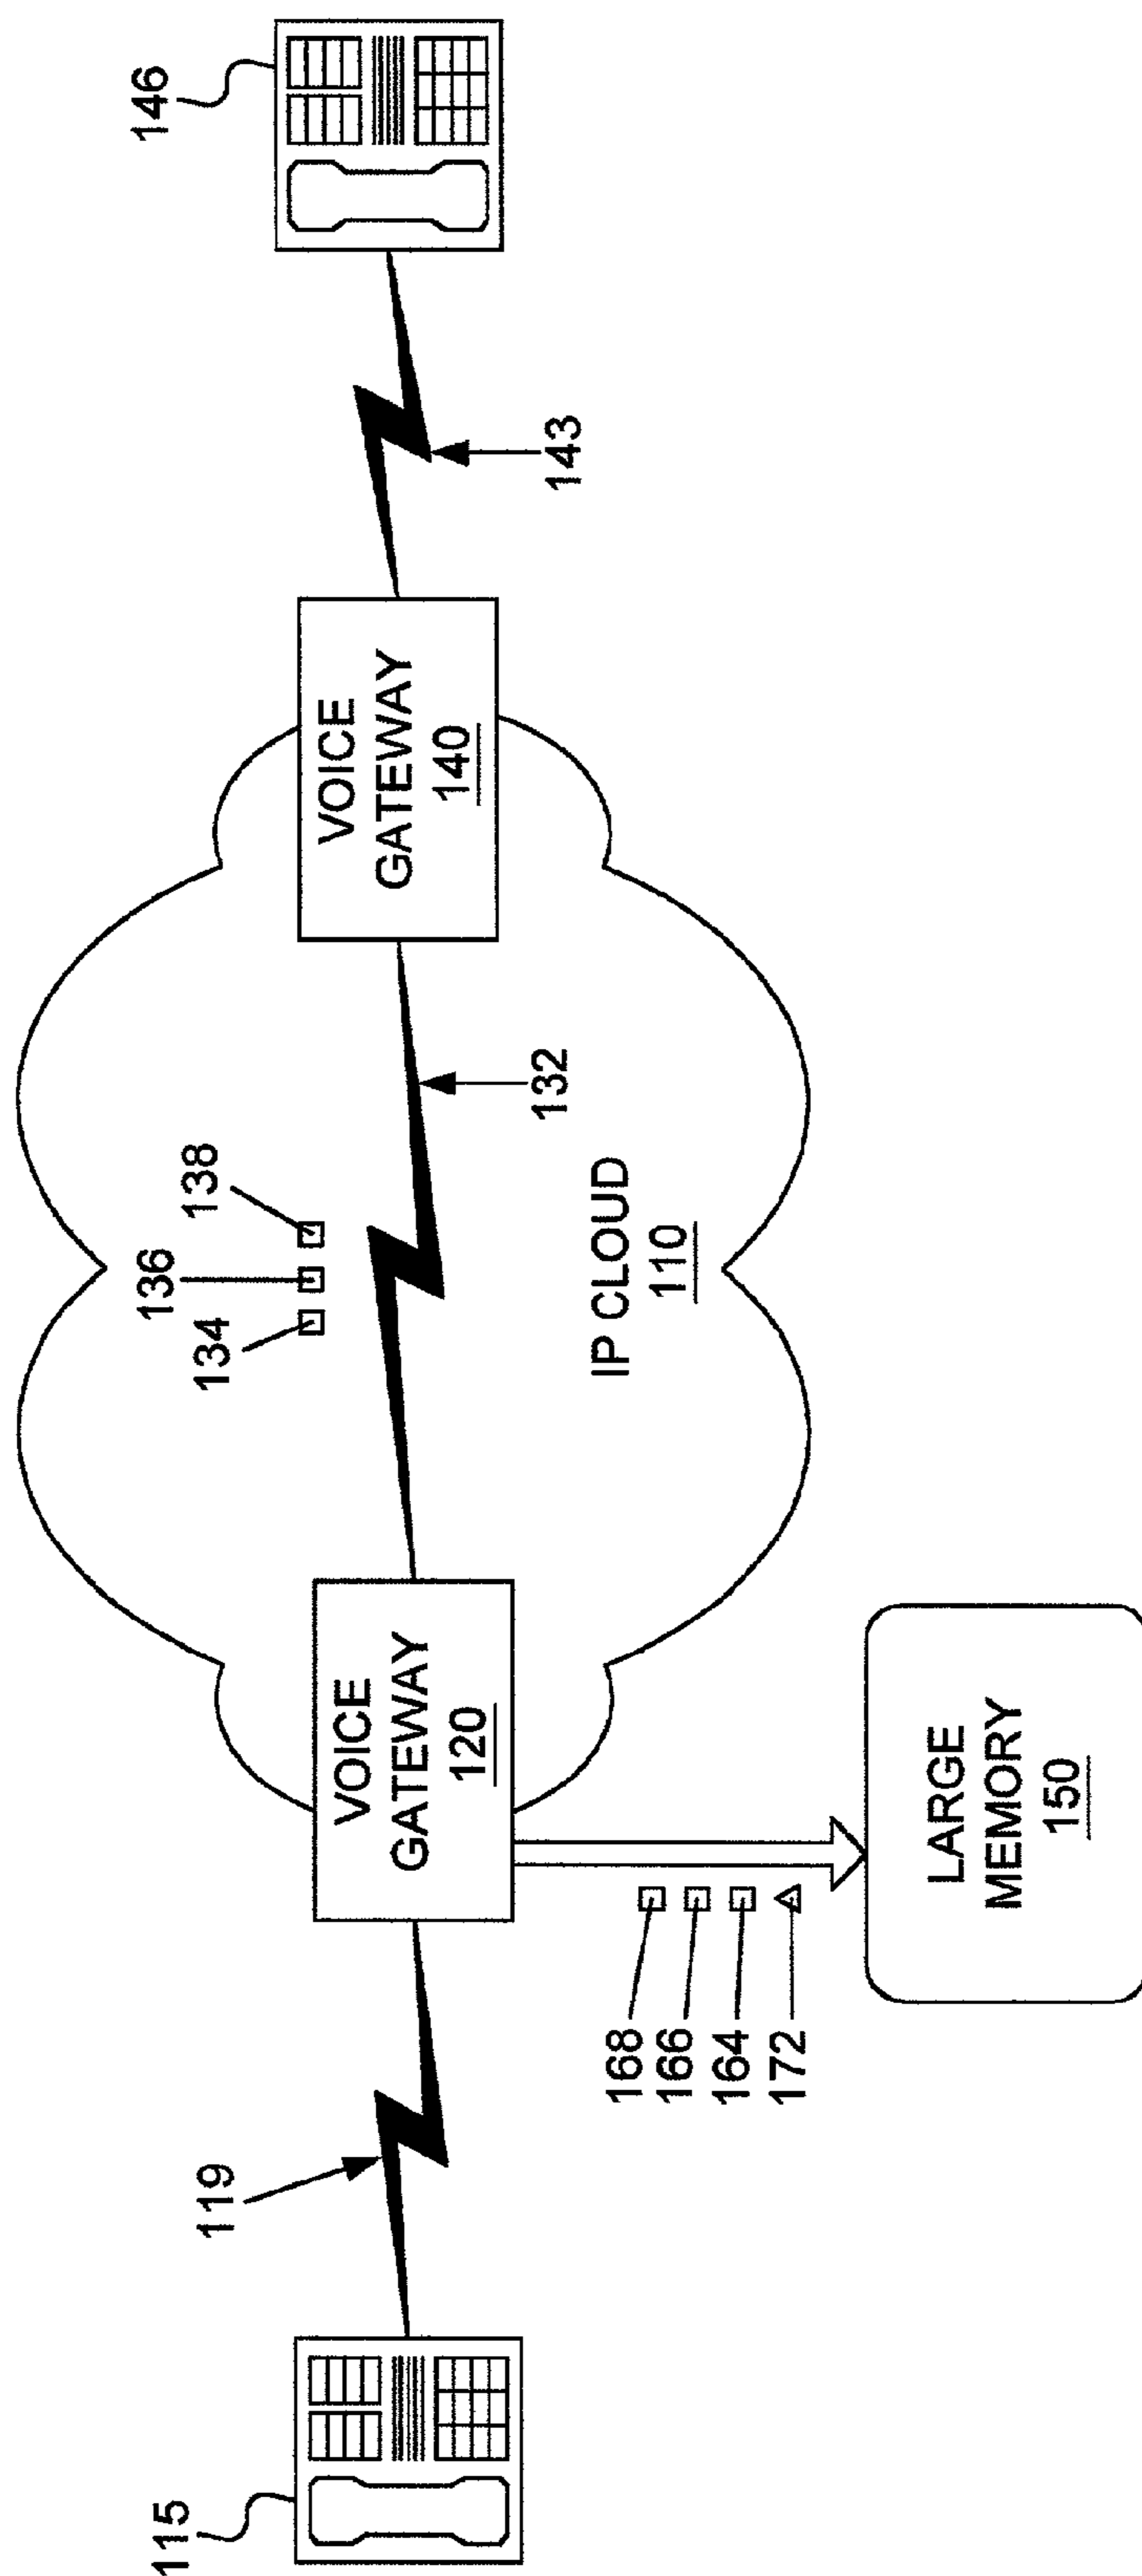 115
119
VOICE
GATEWAY
120
134
136
138
132
IP CLOUD
110
VOICE
GATEWAY
140
143
146
168
166
164
172
LARGE
MEMORY
150